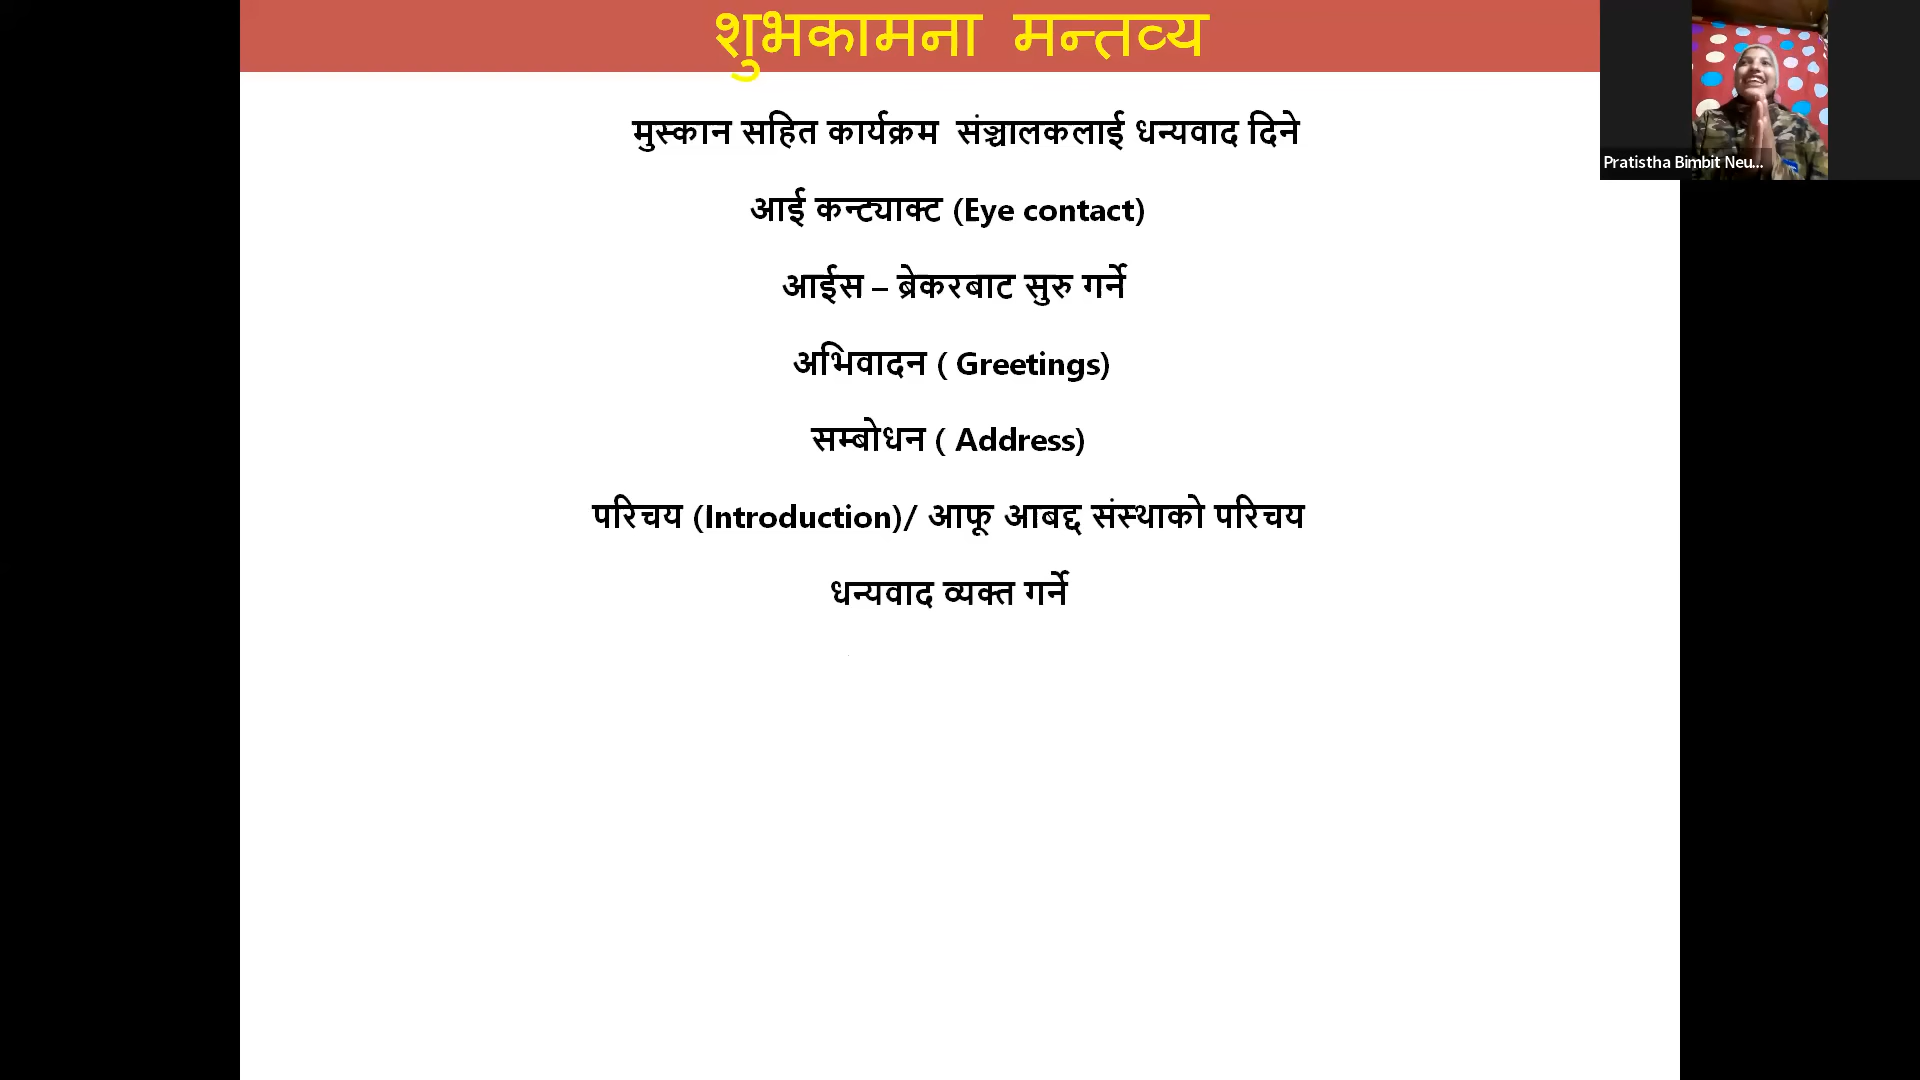 शुभकामना मन्तव्य
मुस्कान सहित कार्यक्रम संञ्चालकलाई धन्यवाद दिने
आई कन्ट्याक्ट (Eye contact)
आईस – ब्रेकरबाट सुरु गर्ने
अभिवादन ( Greetings)
सम्बोधन ( Address)
परिचय (Introduction)/ आफू आबद्द संस्थाको परिचय
धन्यवाद व्यक्त गर्ने
Pratistha Bimbit Neu...